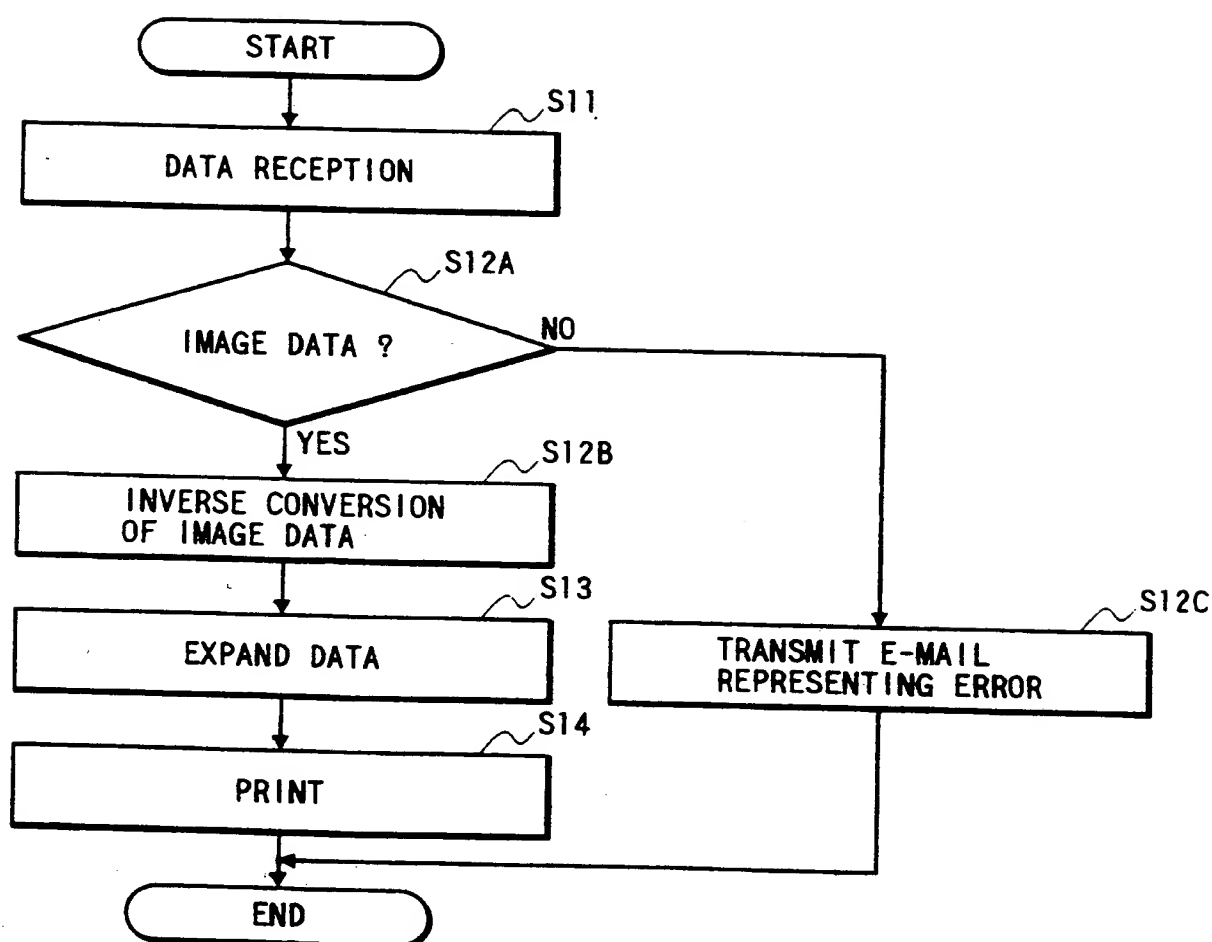 START
S11
DATA RECEPTION
S12A
IMAGE DATA ?
NO
YES
S12B
INVERSE CONVERSION
OF IMAGE DATA
S13
EXPAND DATA
S12C
TRANSMIT E-MAIL
REPRESENTING ERROR
S14
PRINT
END